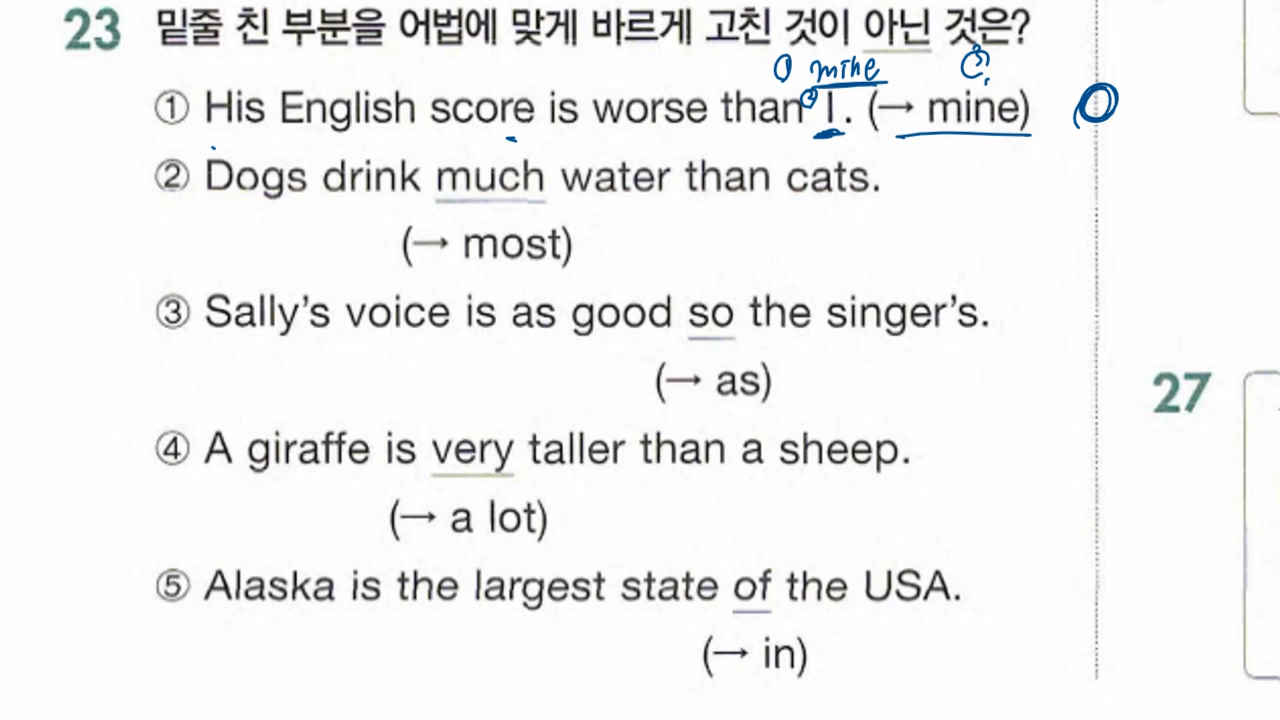 23 밑줄 친 부분을 어법에 맞게 바르게 고친 것이 아닌 것은?
① mine ③?
① His English score is worse than ② I. (→ mine) O
② Dogs drink much water than cats.
(→ most)
③ Sally’s voice is as good so the singer’s.
(→ as)
④ A giraffe is very taller than a sheep.
(→ a lot)
27
⑤ Alaska is the largest state of the USA.
(→ in)